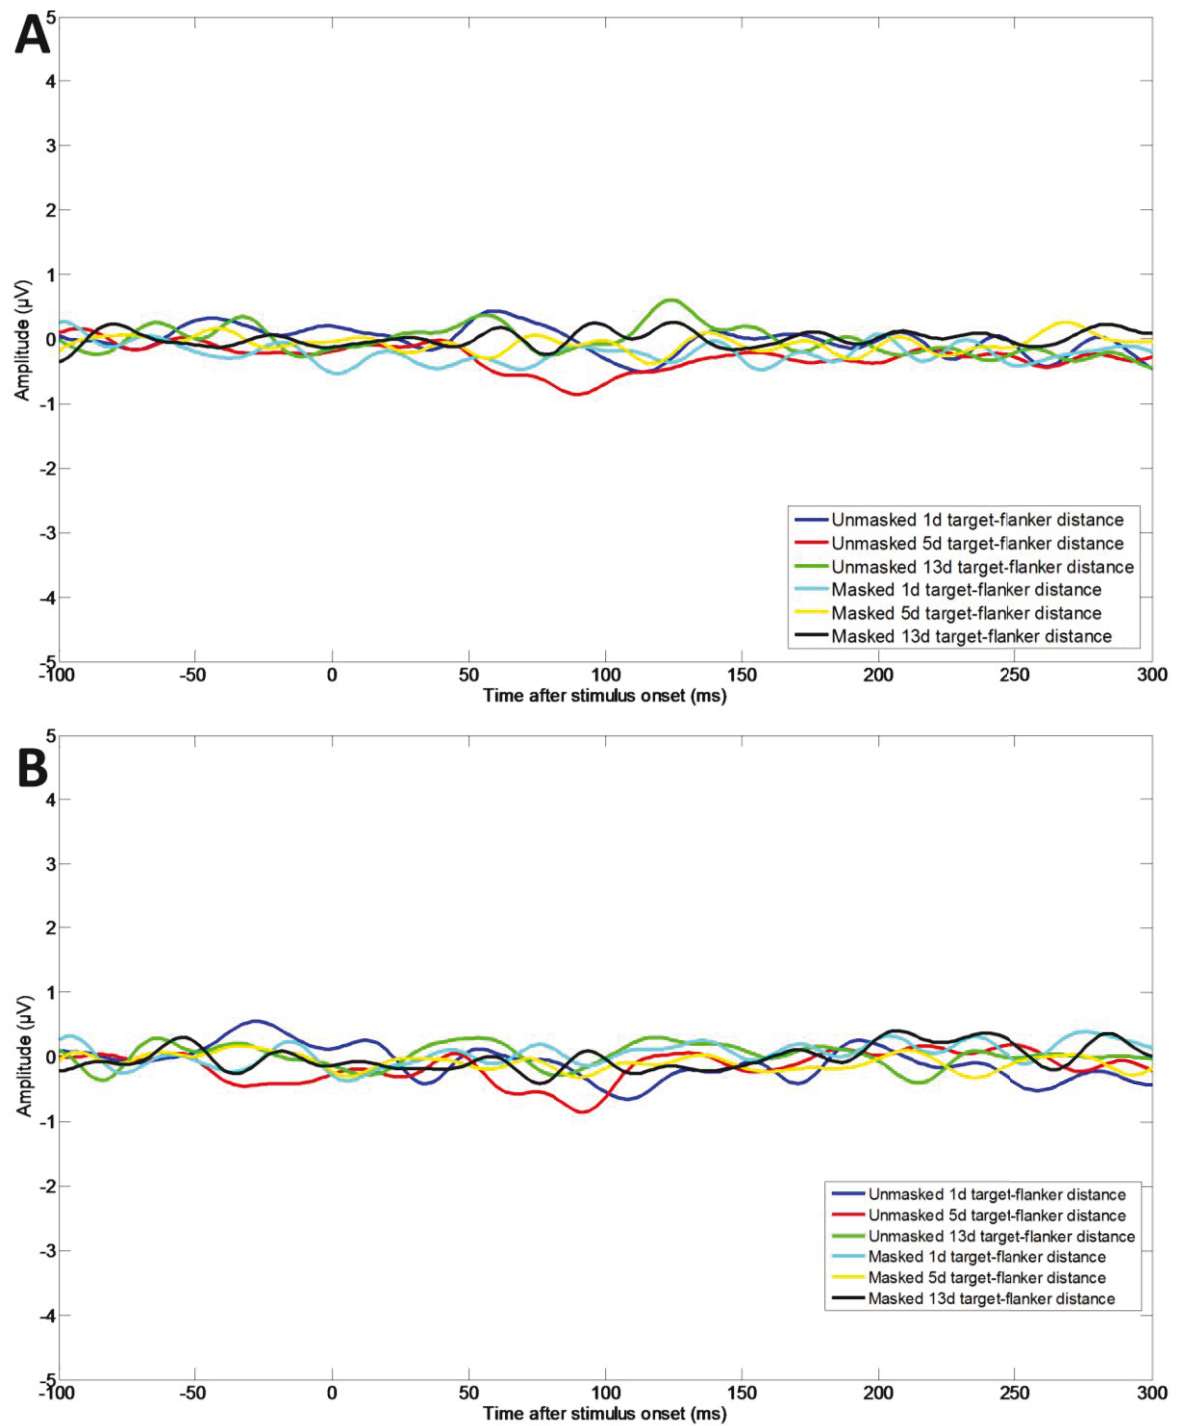 A
5
4
3
2
1
0
-1
-2
-3
-4
-5
Amplitude (µV)
Unmasked 1d target-flanker distance
Unmasked 5d target-flanker distance
Unmasked 13d target-flanker distance
Masked 1d target-flanker distance
Masked 5d target-flanker distance
Masked 13d target-flanker distance
-100 -50 0 50 100 150 200 250 300
Time after stimulus onset (ms)
B
5
4
3
2
1
0
-1
-2
-3
-4
-5
Amplitude (µV)
Unmasked 1d target-flanker distance
Unmasked 5d target-flanker distance
Unmasked 13d target-flanker distance
Masked 1d target-flanker distance
Masked 5d target-flanker distance
Masked 13d target-flanker distance
-100 -50 0 50 100 150 200 250 300
Time after stimulus onset (ms)